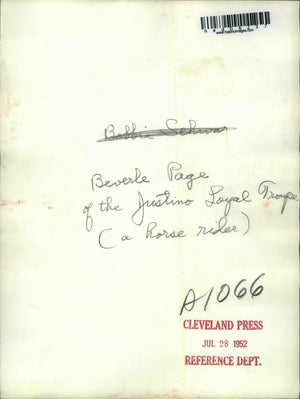 Beverle Page
of the Justino Loyal Troupe
(a horse rider)
A1066
CLEVELAND PRESS
JUL 28 1952
REFERENCE DEPT.